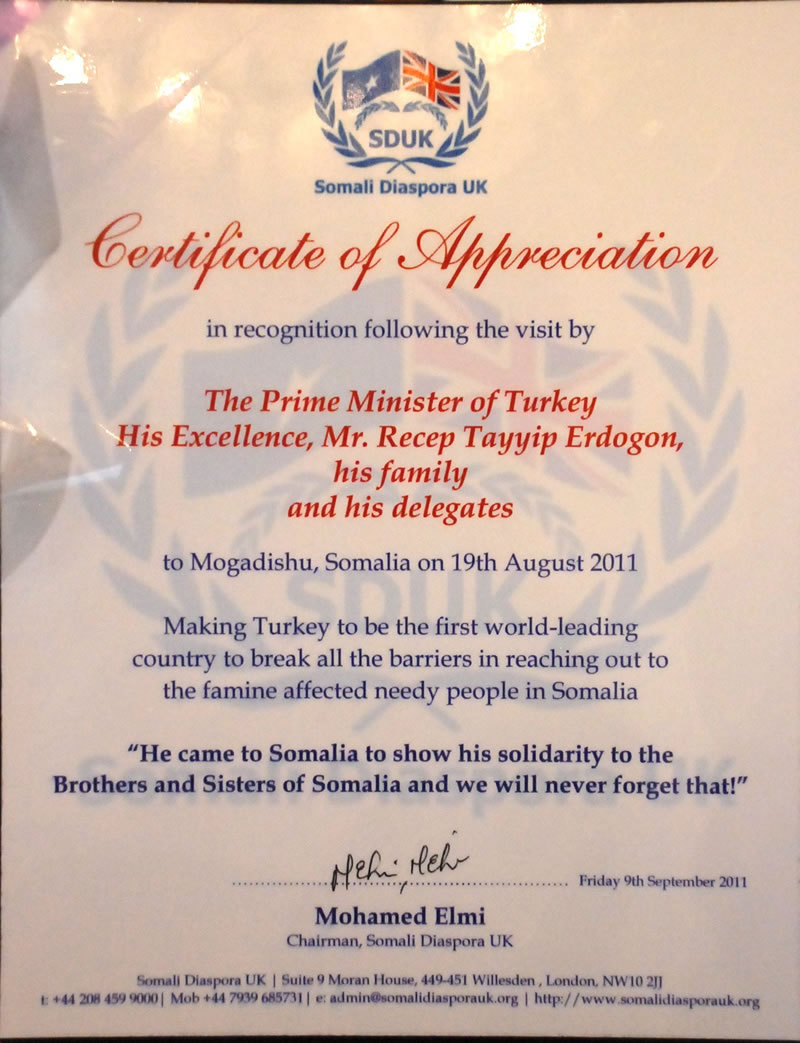 SDUK
Somali Diaspora UK
Certificate of Appreciation
in recognition following the visit by
The Prime Minister of Turkey
His Excellence, Mr. Recep Tayyip Erdogon,
his family
and his delegates
to Mogadishu, Somalia on 19th August 2011
Making Turkey to be the first world-leading
country to break all the barriers in reaching out to
the famine affected needy people in Somalia
“He came to Somalia to show his solidarity to the
Brothers and Sisters of Somalia and we will never forget that!”
Friday 9th September 2011
Mohamed Elmi
Chairman, Somali Diaspora UK
Somali Diaspora UK | Suite 9 Moran House, 449-451 Willesden , London, NW10 2JJ
t: +44 208 459 9000| Mob +44 7939 685731| e: admin@somalidiasporauk.org | http://www.somalidiasporauk.org